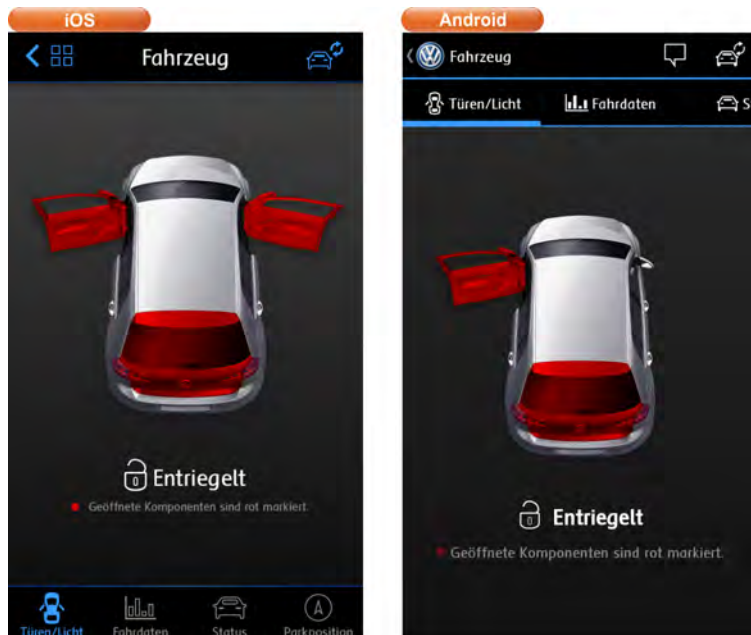 iOS
Fahrzeug
Entriegelt
Geöffnete Komponenten sind rot markiert.
Türen/Licht
Fahrdaten
Status
Parkposition
Android
Fahrzeug
Türen/Licht
Fahrdaten
S
Entriegelt
Geöffnete Komponenten sind rot markiert.